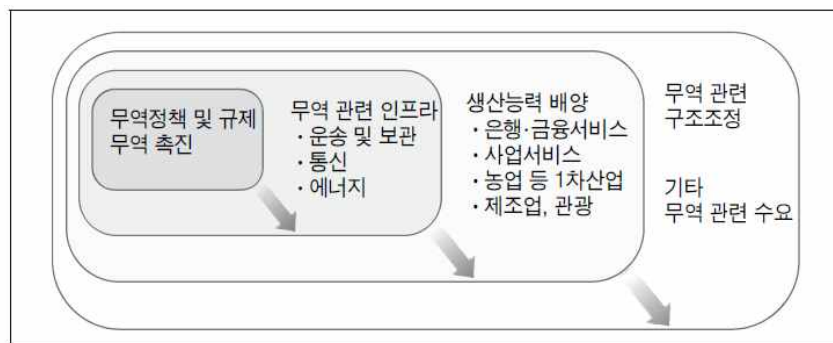 무역정책 및 규제
무역 촉진
무역 관련 인프라
· 운송 및 보관
· 통신
· 에너지
생산능력 배양
· 은행·금융서비스
· 사업서비스
· 농업 등 1차산업
· 제조업, 관광
무역 관련
구조조정
기타
무역 관련 수요